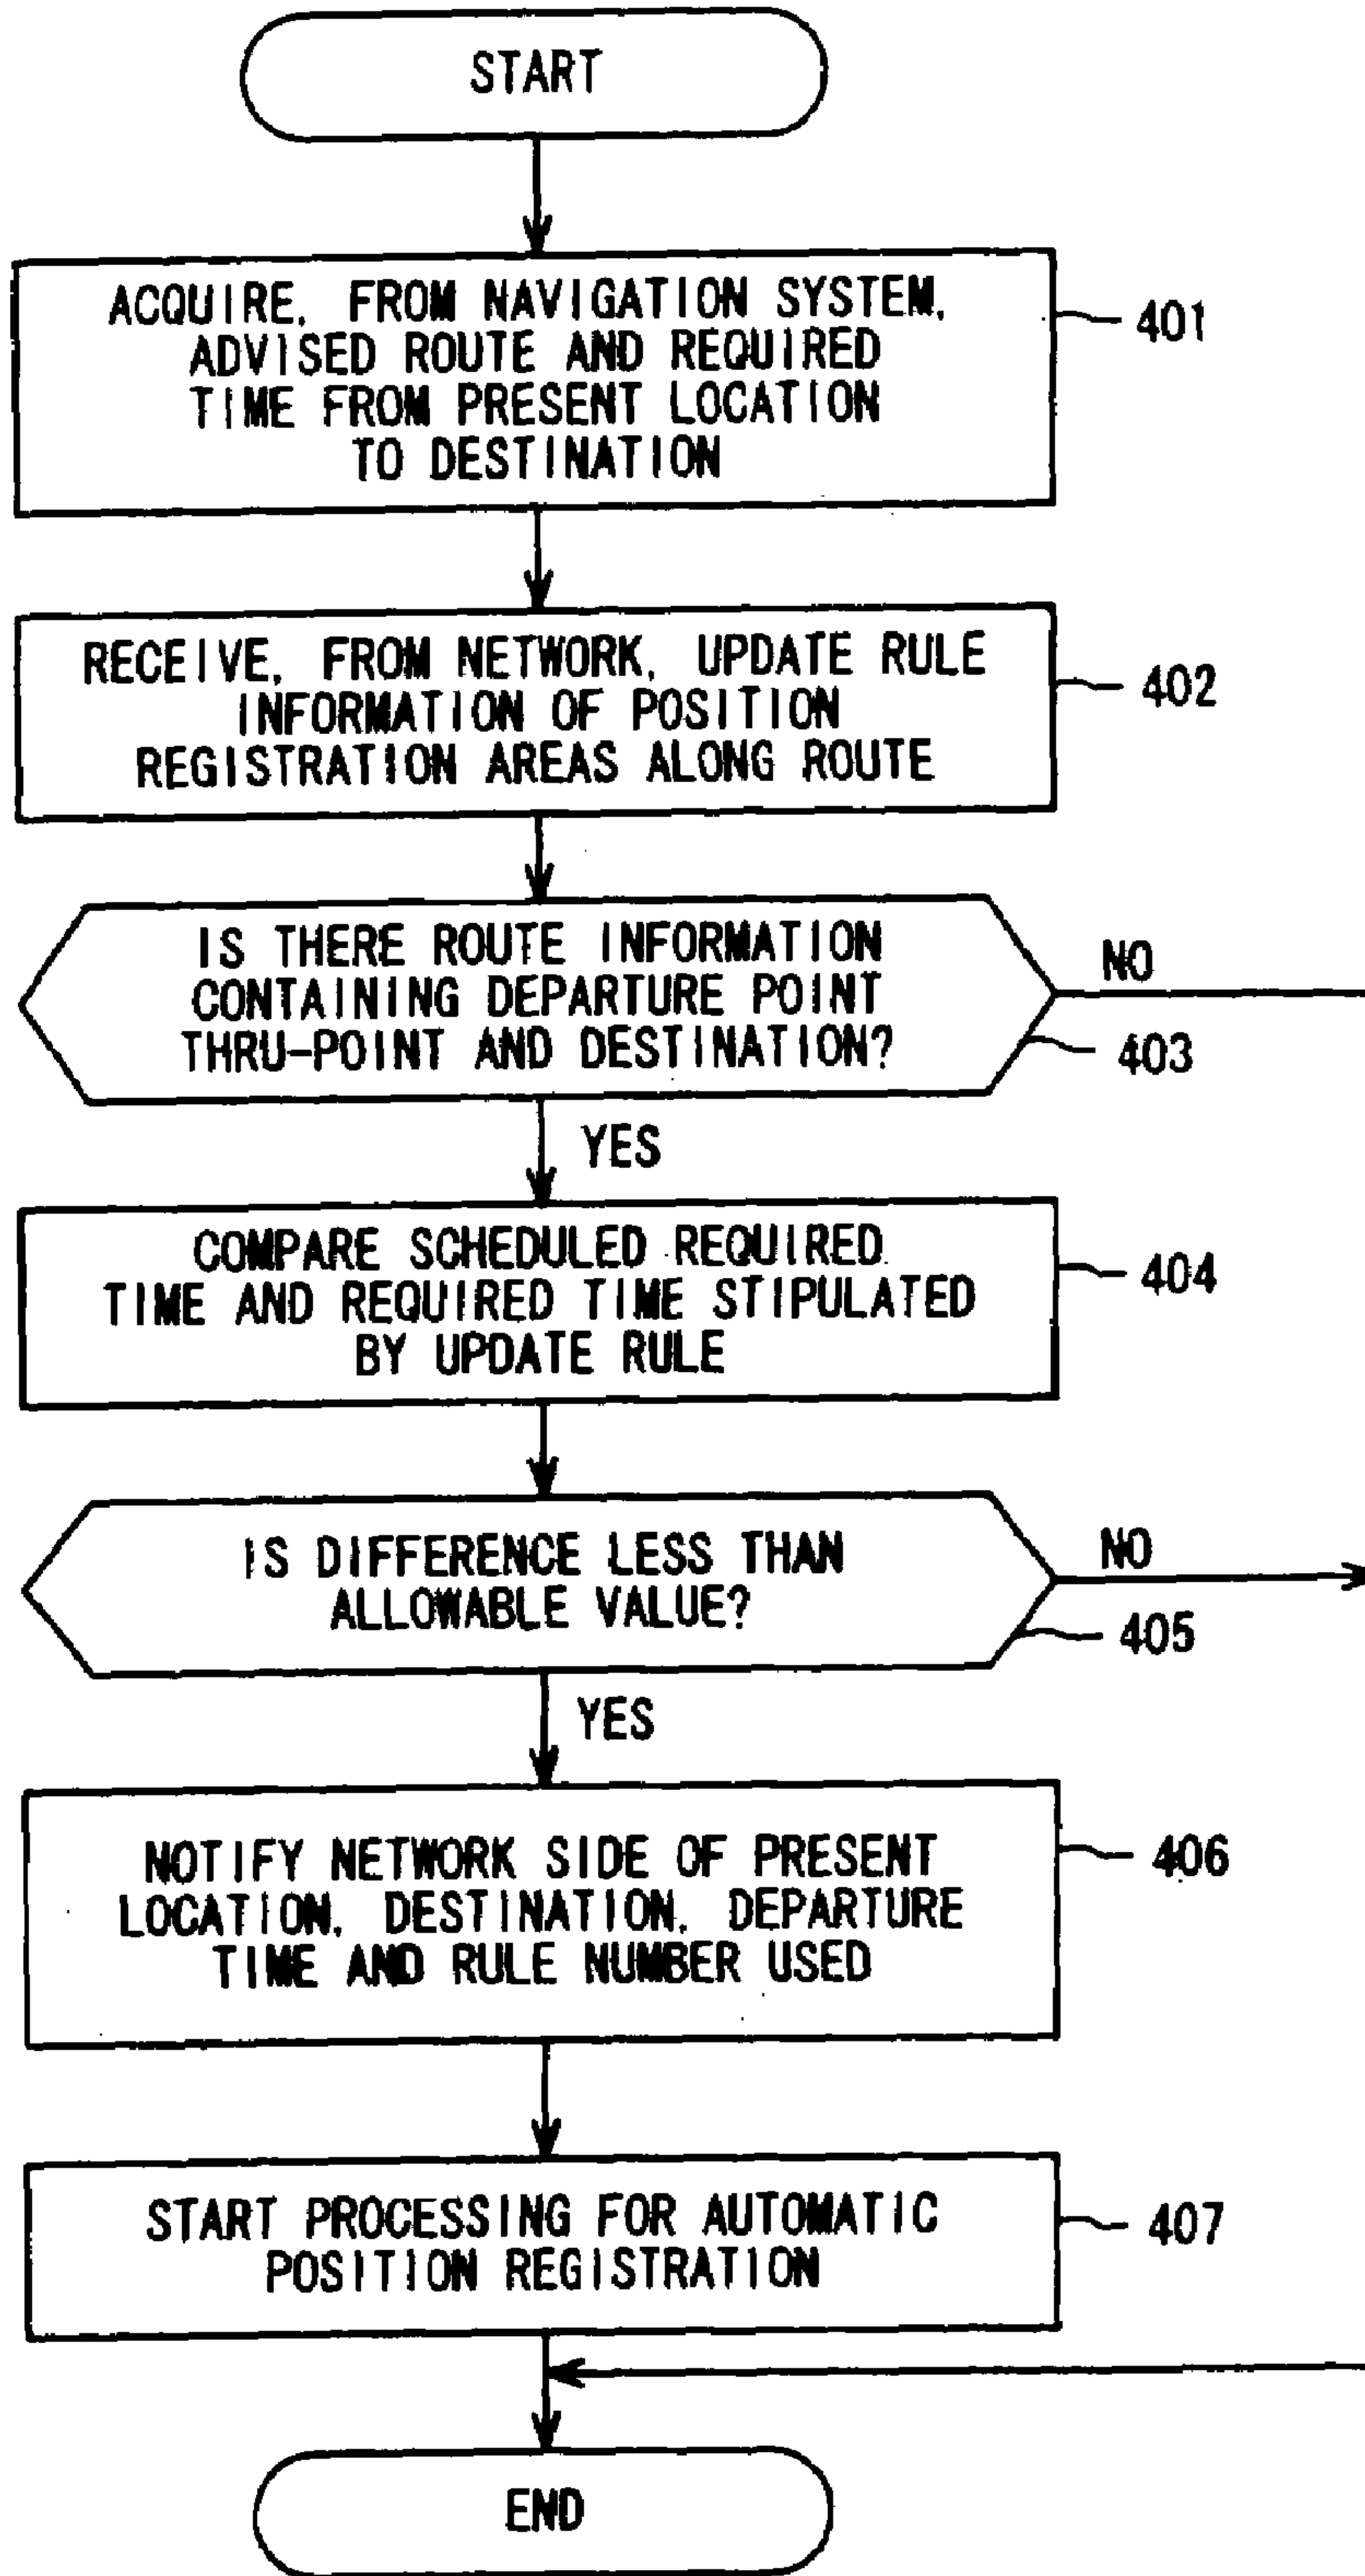 START
ACQUIRE, FROM NAVIGATION SYSTEM,
ADVISED ROUTE AND REQUIRED
TIME FROM PRESENT LOCATION
TO DESTINATION
401
RECEIVE, FROM NETWORK, UPDATE RULE
INFORMATION OF POSITION
REGISTRATION AREAS ALONG ROUTE
402
IS THERE ROUTE INFORMATION
CONTAINING DEPARTURE POINT
THRU-POINT AND DESTINATION?
NO
403
YES
COMPARE SCHEDULED REQUIRED
TIME AND REQUIRED TIME STIPULATED
BY UPDATE RULE
404
IS DIFFERENCE LESS THAN
ALLOWABLE VALUE?
NO
405
YES
NOTIFY NETWORK SIDE OF PRESENT
LOCATION, DESTINATION, DEPARTURE
TIME AND RULE NUMBER USED
406
START PROCESSING FOR AUTOMATIC
POSITION REGISTRATION
407
END